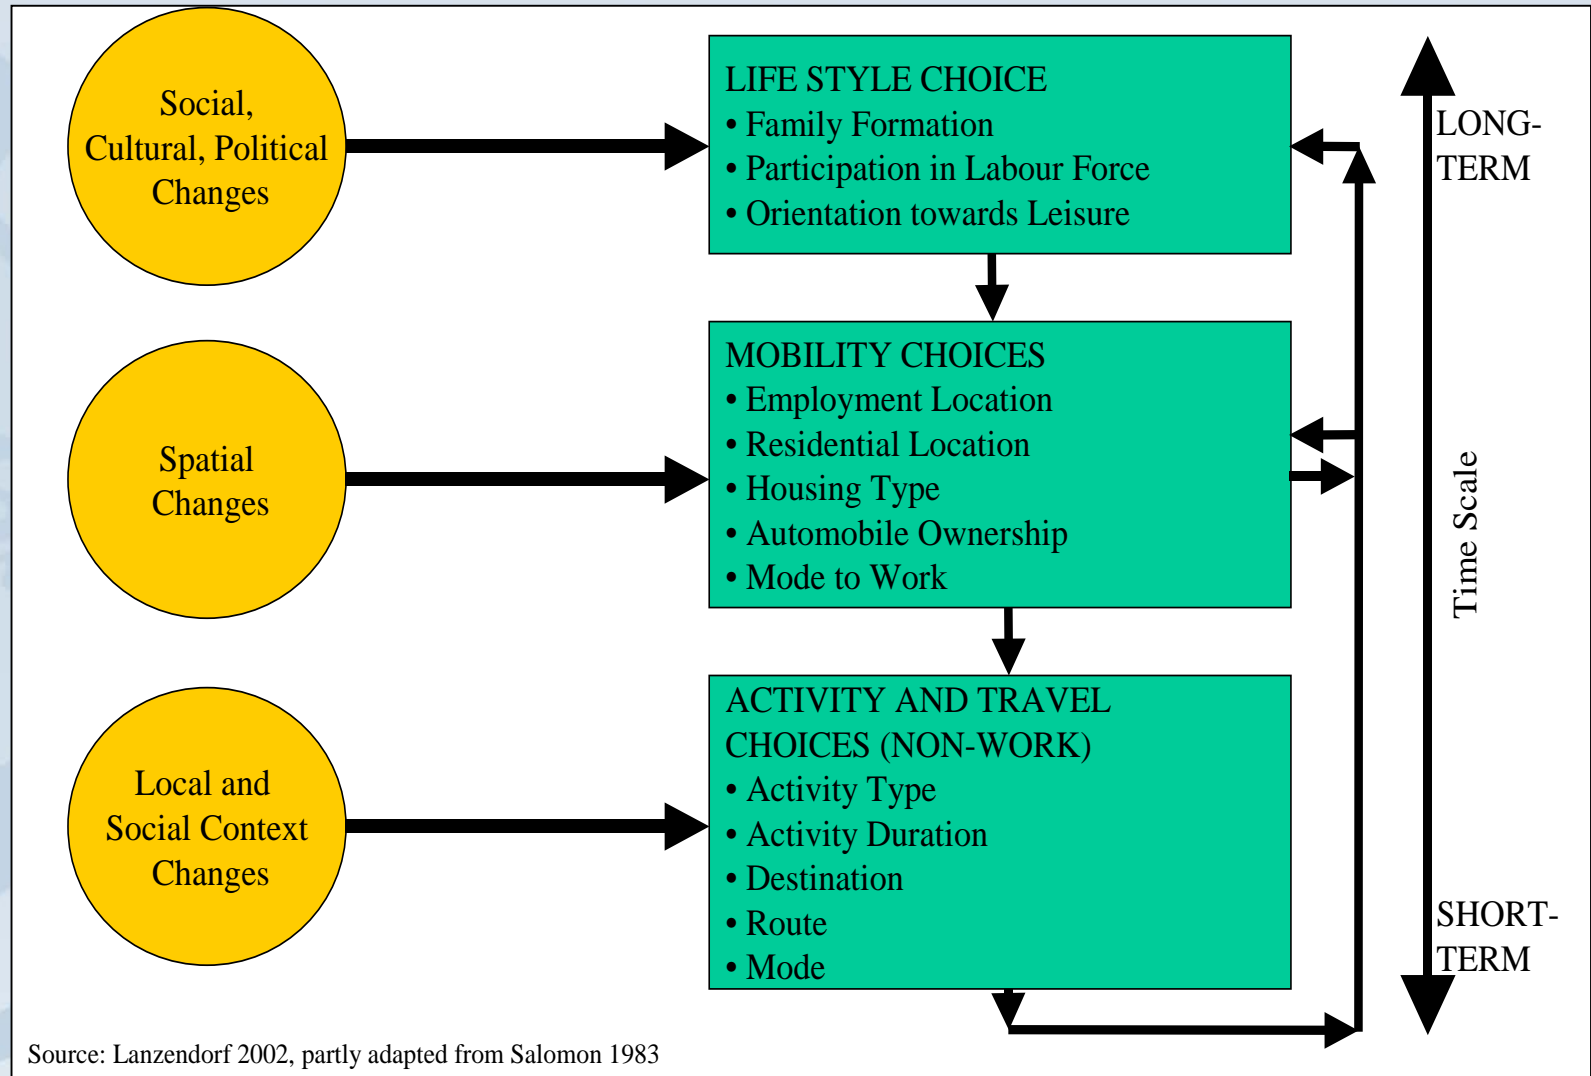 Social,
Cultural, Political
Changes
LIFE STYLE CHOICE
• Family Formation
• Participation in Labour Force
• Orientation towards Leisure
LONG-
TERM
Spatial
Changes
MOBILITY CHOICES
• Employment Location
• Residential Location
• Housing Type
• Automobile Ownership
• Mode to Work
Time Scale
Local and
Social Context
Changes
ACTIVITY AND TRAVEL
CHOICES (NON-WORK)
• Activity Type
• Activity Duration
• Destination
• Route
• Mode
SHORT-
TERM
Source: Lanzendorf 2002, partly adapted from Salomon 1983